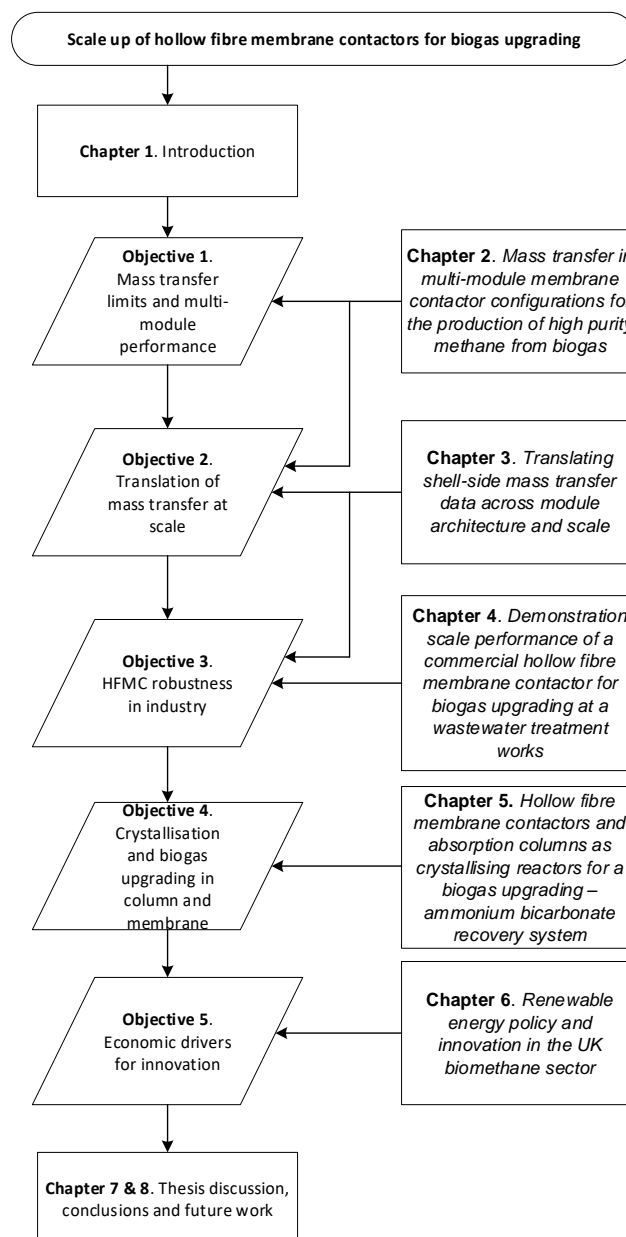 Scale up of hollow fibre membrane contactors for biogas upgrading
Chapter 1. Introduction
Objective 1.
Mass transfer
limits and multi-
module
performance
Chapter 2. Mass transfer in
multi-module membrane
contactor configurations for
the production of high purity
methane from biogas
Objective 2.
Translation of
mass transfer at
scale
Chapter 3. Translating
shell-side mass transfer
data across module
architecture and scale
Objective 3.
HFMC robustness
in industry
Chapter 4. Demonstration
scale performance of a
commercial hollow fibre
membrane contactor for
biogas upgrading at a
wastewater treatment
works
Objective 4.
Crystallisation
and biogas
upgrading in
column and
membrane
Chapter 5. Hollow fibre
membrane contactors and
absorption columns as
crystallising reactors for a
biogas upgrading –
ammonium bicarbonate
recovery system
Objective 5.
Economic drivers
for innovation
Chapter 6. Renewable
energy policy and
innovation in the UK
biomethane sector
Chapter 7 & 8. Thesis discussion,
conclusions and future work